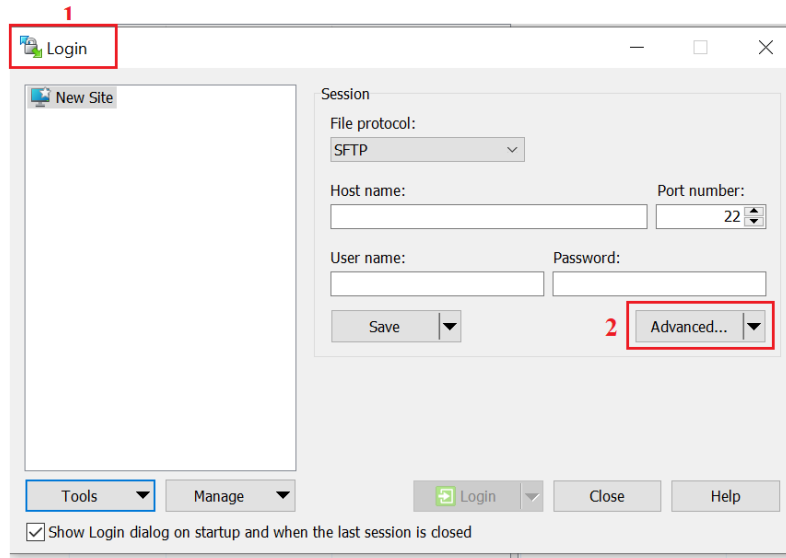 1
Login
New Site
Session
File protocol:
SFTP
Host name:
Port number:
22
User name:
Password:
Save
2
Advanced...
Tools
Manage
Login
Close
Help
Show Login dialog on startup and when the last session is closed